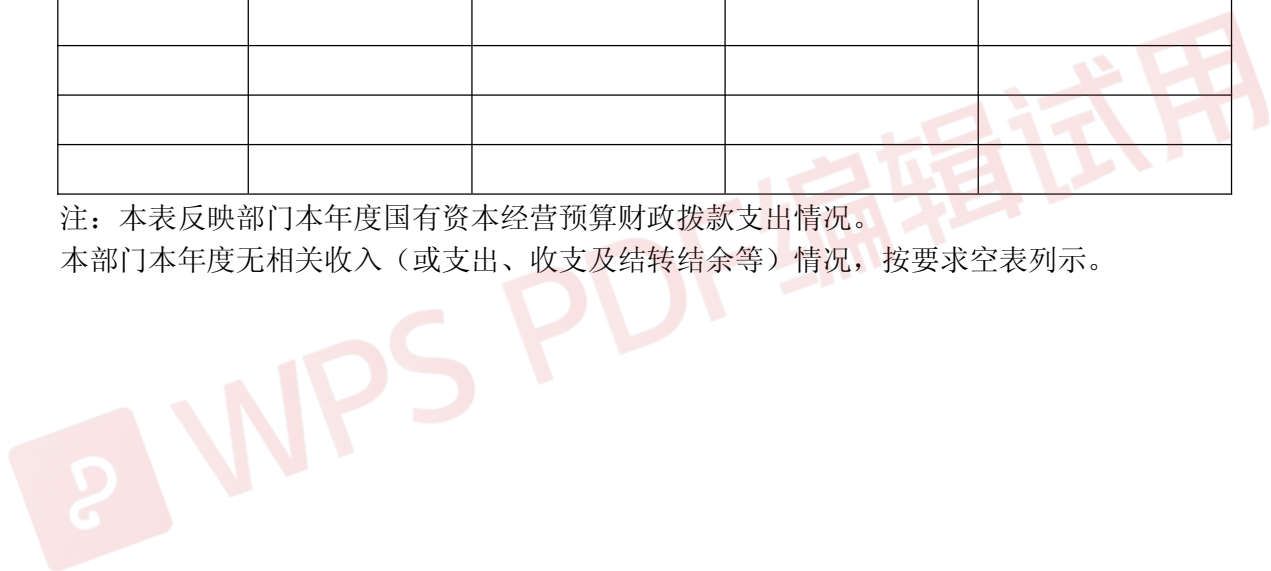 注：本表反映部门本年度国有资本经营预算财政拨款支出情况。
本部门本年度无相关收入（或支出、收支及结转结余等）情况，按要求空表列示。
WPS PDF编辑试用